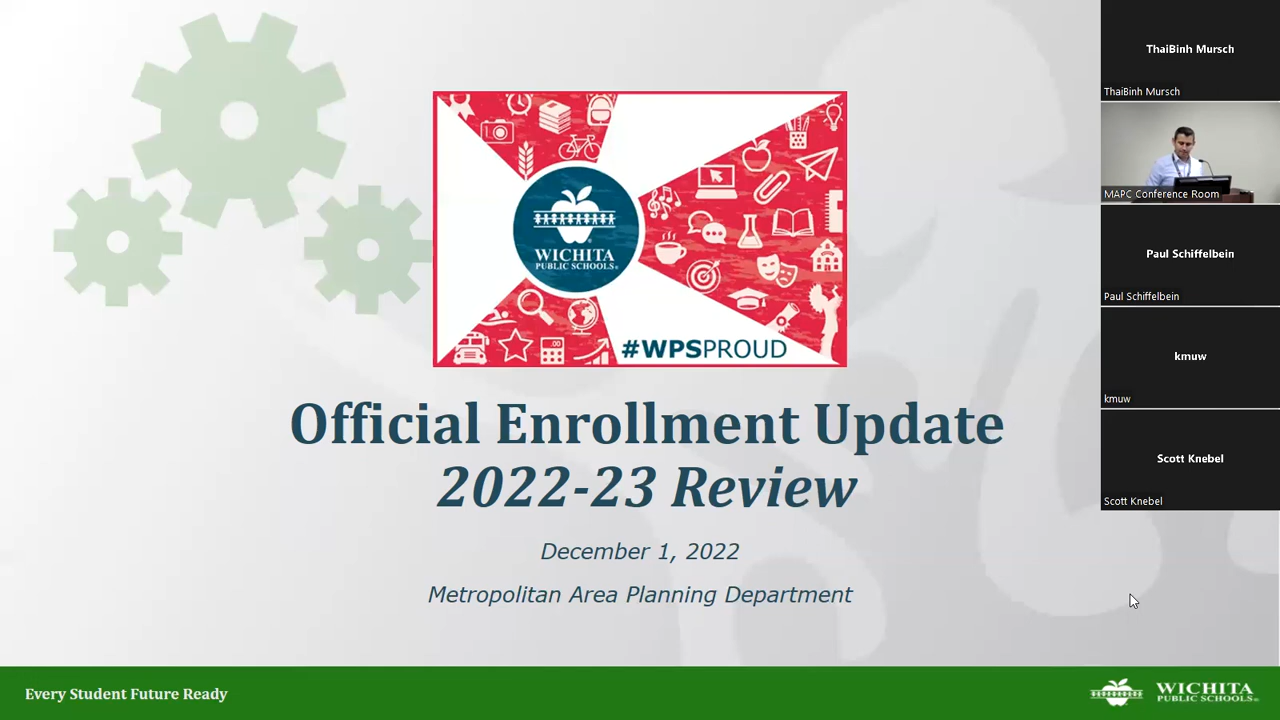 WICHITA
PUBLIC SCHOOLS®
#WPSPROUD
Official Enrollment Update
2022-23 Review
December 1, 2022
Metropolitan Area Planning Department
Every Student Future Ready
WICHITA
PUBLIC SCHOOLS®
ThaiBinh Mursch
ThaiBinh Mursch
MAPC Conference Room
Paul Schiffelbein
Paul Schiffelbein
kmuw
kmuw
Scott Knebel
Scott Knebel